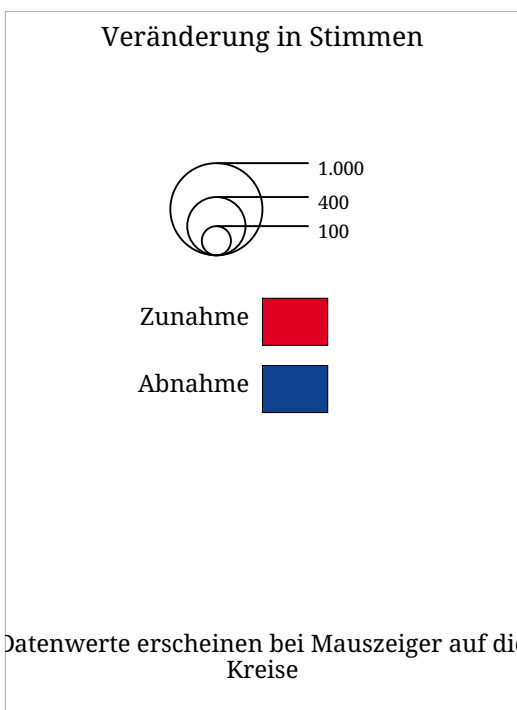 Veränderung in Stimmen
1.000
400
100
Zunahme
Abnahme
Datenwerte erscheinen bei Mauszeiger auf die
Kreise